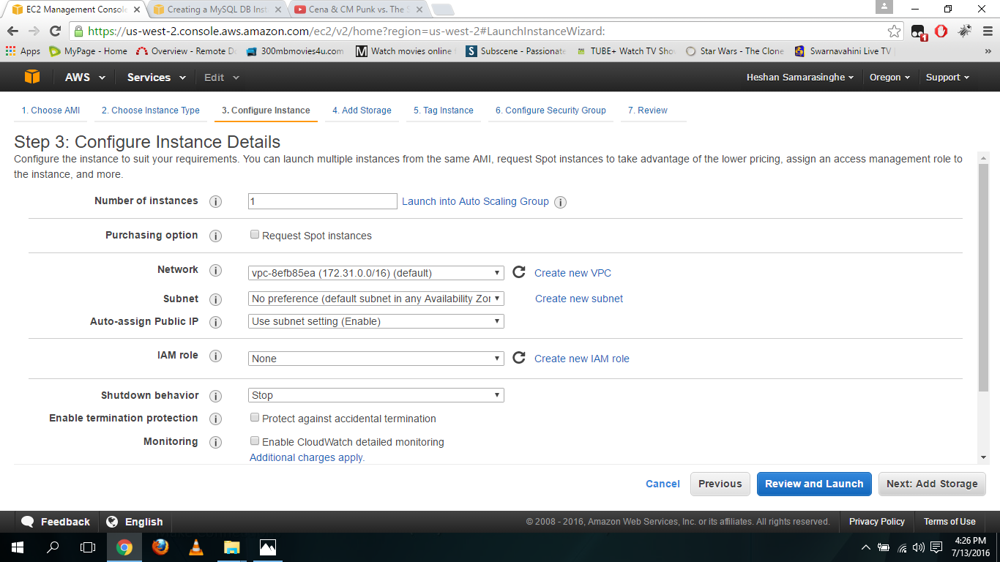 EC2 Management Console
Creating a MySQL DB Inst
Cena & CM Punk vs. The S
https://us-west-2.console.aws.amazon.com/ec2/v2/home?region=us-west-2#LaunchInstanceWizard:
1
Apps
MyPage - Home
Overview - Remote D
300mbmovies4u.com
Watch movies online
Subscene - Passionate
TUBE+ Watch TV Sho
Star Wars - The Clone
Swarnavahini Live TV
»
AWS
Services
Edit
Heshan Samarasinghe
Oregon
Support
1. Choose AMI
2. Choose Instance Type
3. Configure Instance
4. Add Storage
5. Tag Instance
6. Configure Security Group
7. Review
Step 3: Configure Instance Details
Configure the instance to suit your requirements. You can launch multiple instances from the same AMI, request Spot instances to take advantage of the lower pricing, assign an access management role to
the instance, and more.
Number of instances
1
Launch into Auto Scaling Group
Purchasing option
Request Spot instances
Network
vpc-8efb85ea (172.31.0.0/16) (default)
Create new VPC
Subnet
No preference (default subnet in any Availability Zor
Create new subnet
Auto-assign Public IP
Use subnet setting (Enable)
IAM role
None
Create new IAM role
Shutdown behavior
Stop
Enable termination protection
Protect against accidental termination
Monitoring
Enable CloudWatch detailed monitoring
Additional charges apply.
Cancel
Previous
Review and Launch
Next: Add Storage
Feedback
English
© 2008 - 2016, Amazon Web Services, Inc. or its affiliates. All rights reserved.
Privacy Policy
Terms of Use
4:26 PM
7/13/2016